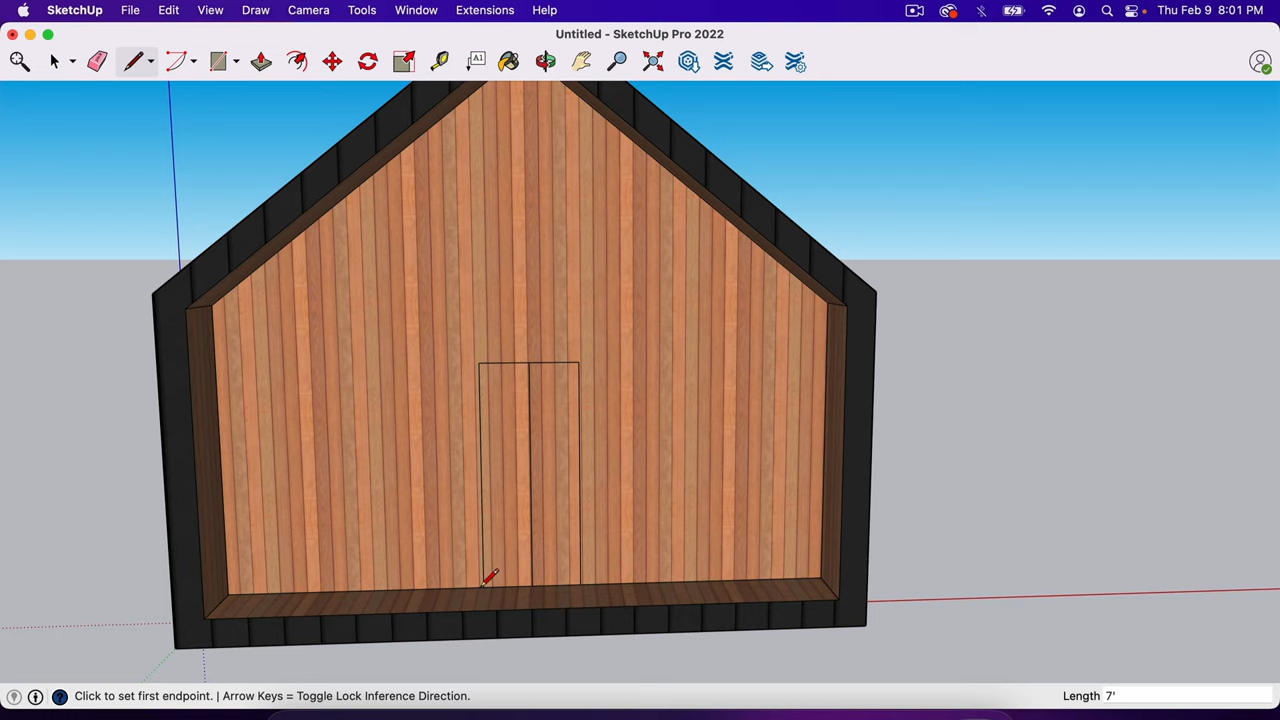 SketchUp File Edit View Draw Camera Tools Window Extensions Help Thu Feb 9 8:01 PM
Untitled - SketchUp Pro 2022
A1
Click to set first endpoint. | Arrow Keys = Toggle Lock Inference Direction. Length 7'